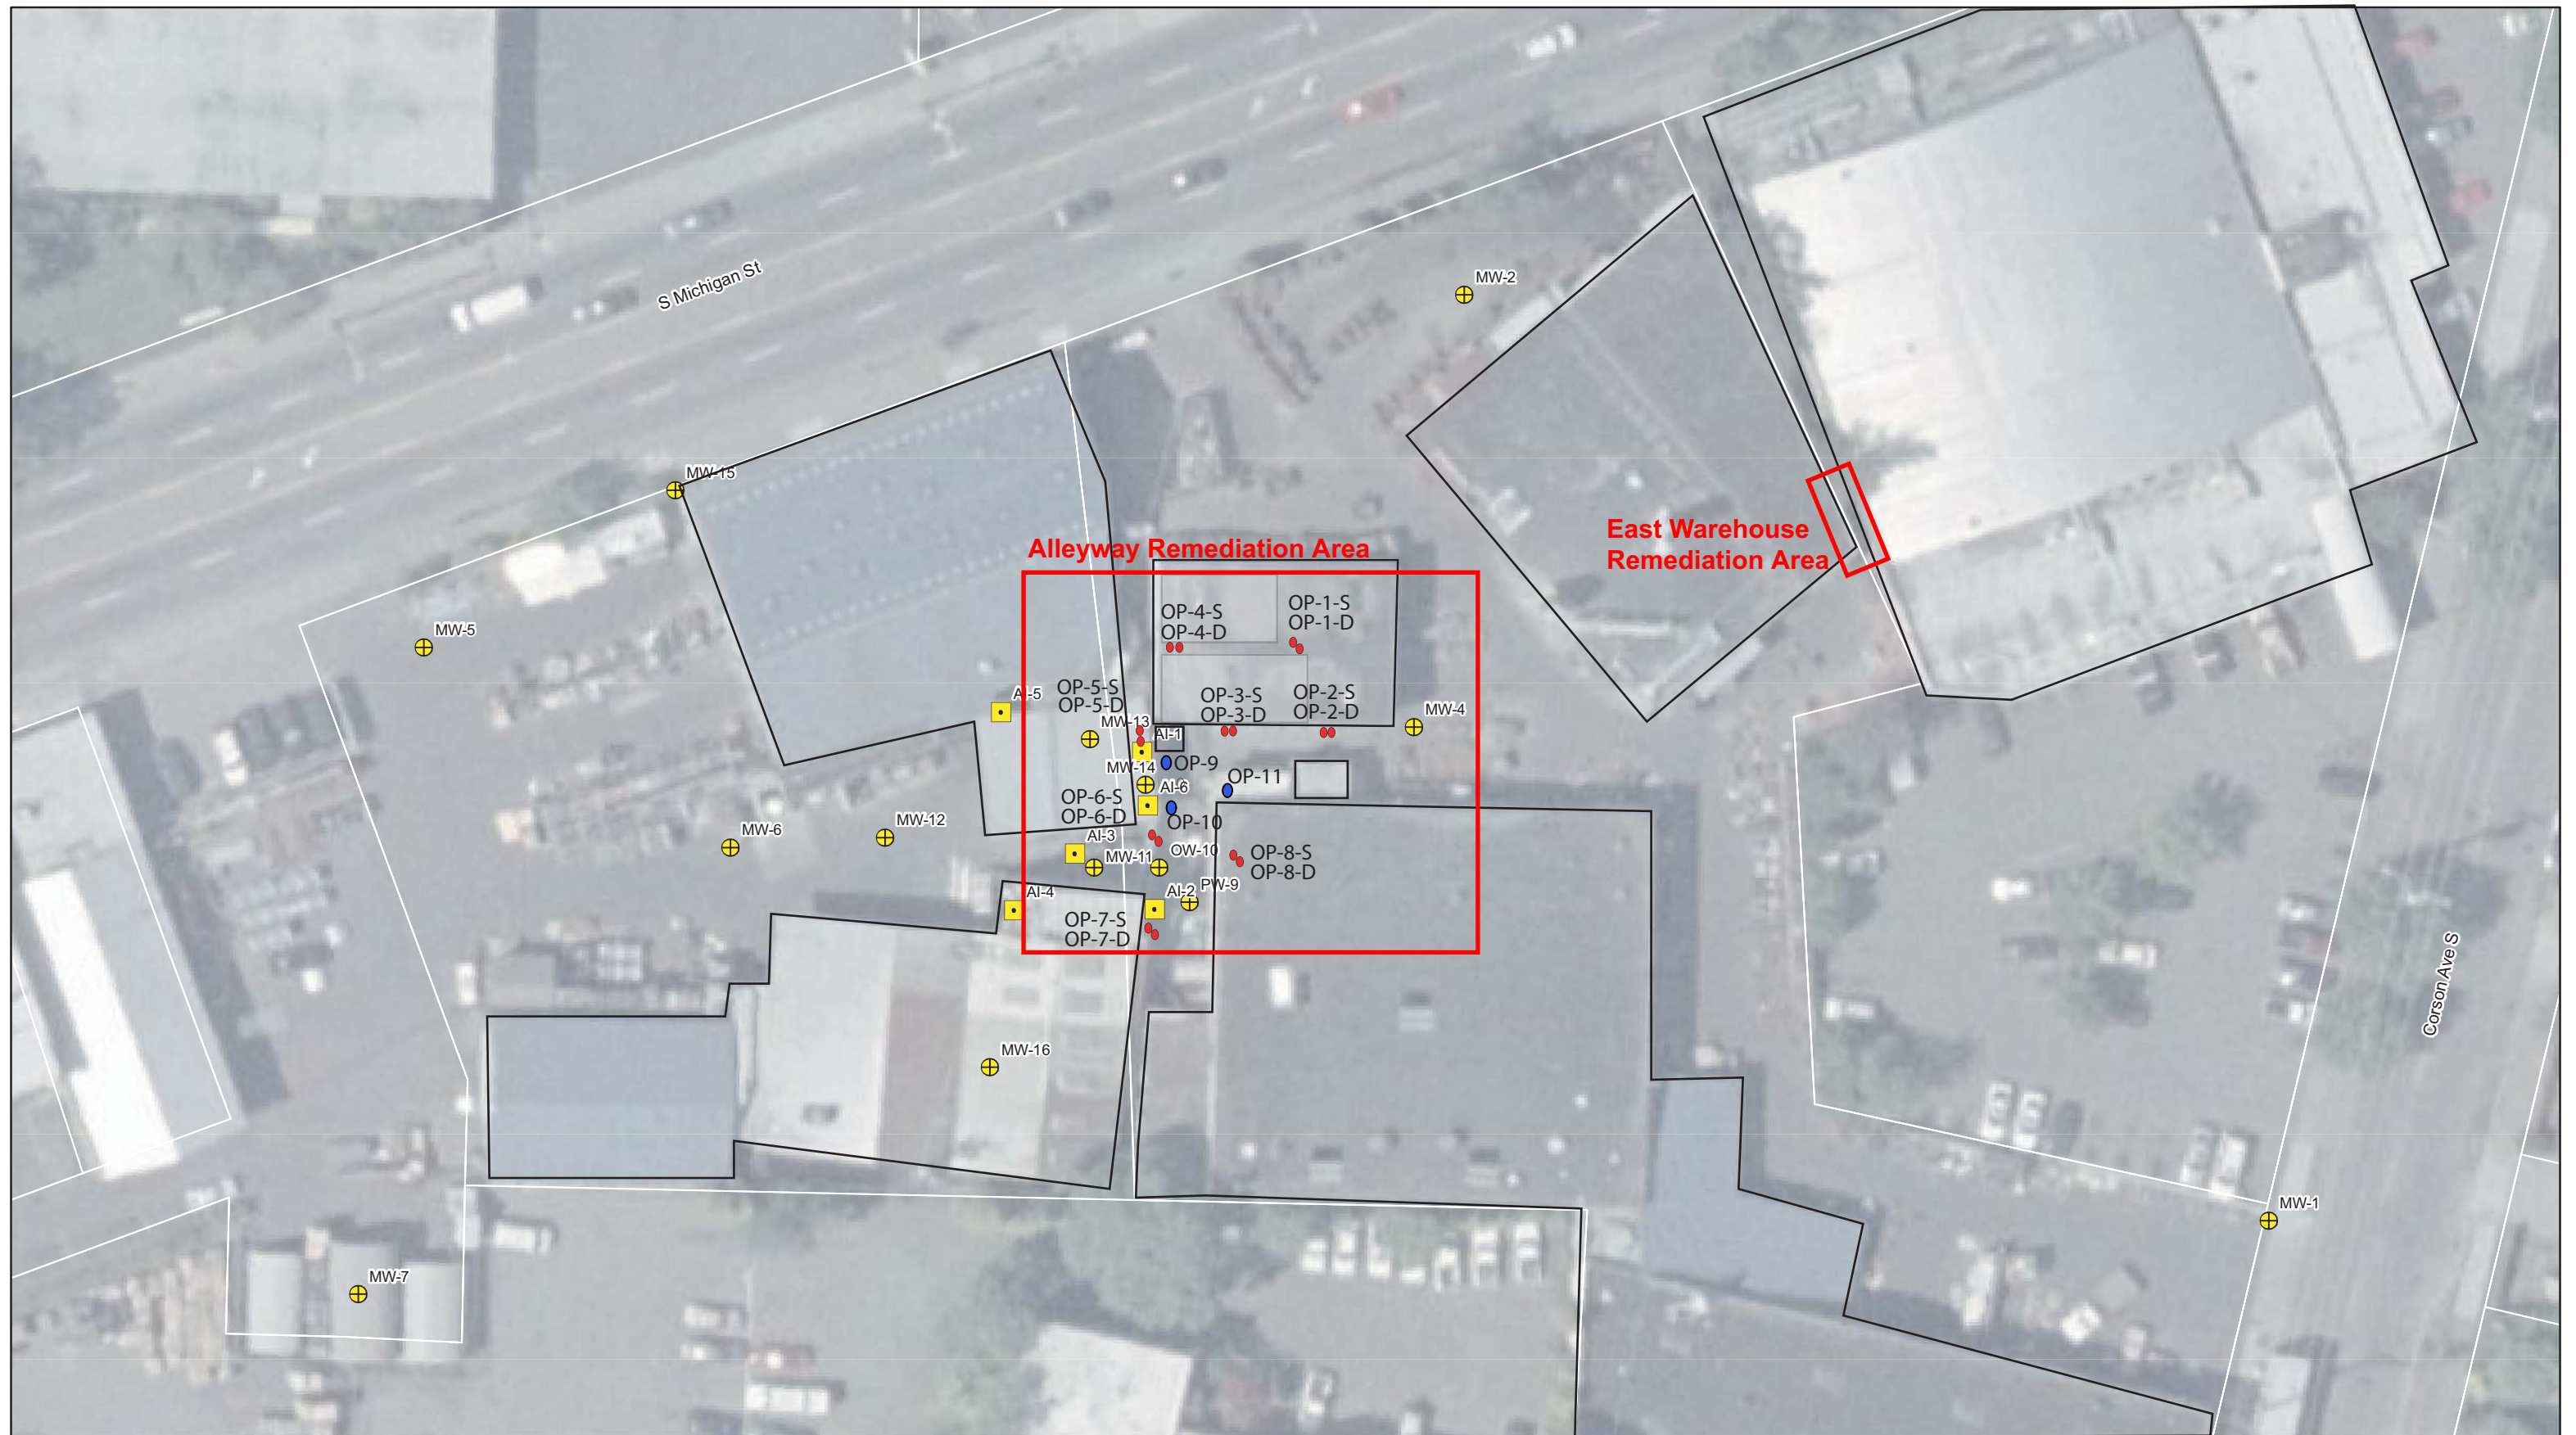 MW-2
S Michigan St
MW-15
East Warehouse
Remediation Area
Alleyway Remediation Area
OP-4-S
OP-4-D
OP-1-S
OP-1-D
MW-5
AI-5
OP-5-S
OP-5-D
OP-3-S
OP-3-D
OP-2-S
OP-2-D
MW-4
MW-13
AI-1
OP-9
MW-14
OP-11
AI-6
OP-6-S
OP-6-D
OP-10
MW-6
MW-12
AI-3
MW-11
OW-10
OP-8-S
OP-8-D
AI-4
AI-2
PW-9
OP-7-S
OP-7-D
Corson Ave S
MW-16
MW-1
MW-7